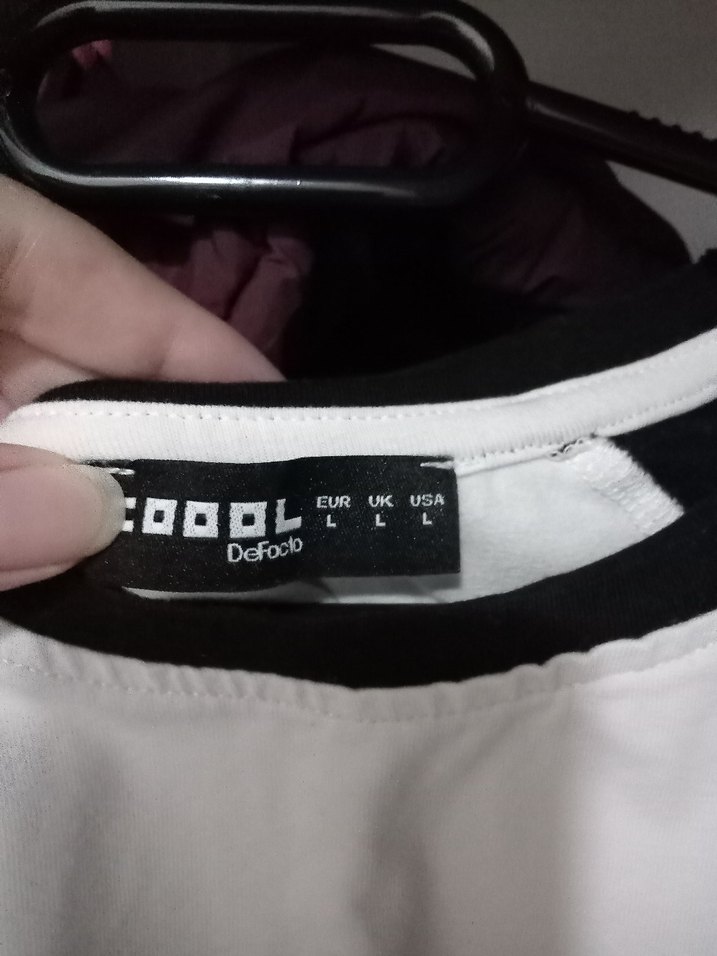 COOOL
DeFacto
EUR UK USA
L L L